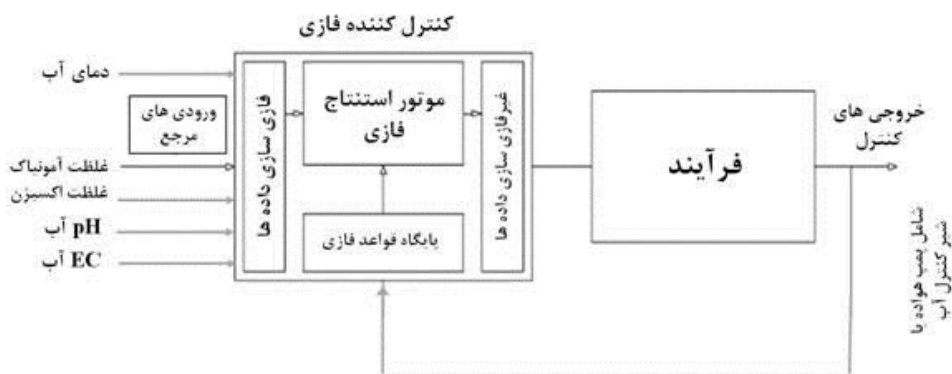 کنترل کننده فازی
دمای آب
ورودی های
مرجع
غلظت آمونیاک
غلظت اکسیژن
pH آب
EC آب
فازی سازی داده ها
موتور استنتاج
فازی
پایگاه قواعد فازی
غیرفازی سازی داده ها
فرآیند
خروجی های
کنترل
شامل پمپ هواده یا
شیر کنترل آب